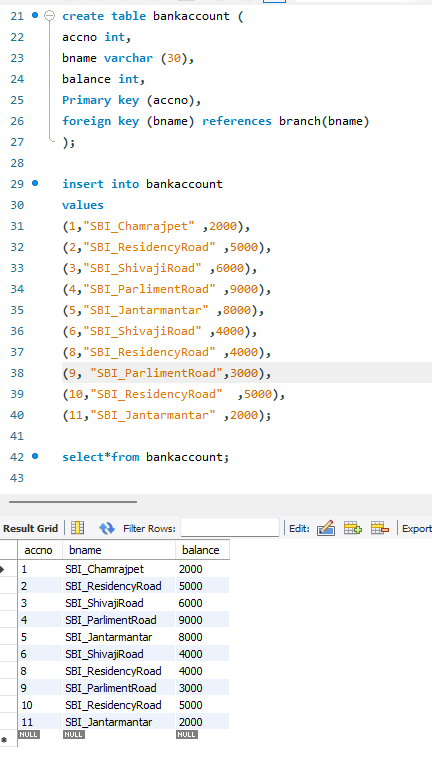 21 create table bankaccount (
22 accno int,
23 bname varchar (30),
24 balance int,
25 Primary key (accno),
26 foreign key (bname) references branch(bname)
27 );
28
29 insert into bankaccount
30 values
31 (1,"SBI_Chamrajpet" ,2000),
32 (2,"SBI_ResidencyRoad" ,5000),
33 (3,"SBI_ShivajiRoad" ,6000),
34 (4,"SBI_ParlimentRoad" ,9000),
35 (5,"SBI_Jantarmantar" ,8000),
36 (6,"SBI_ShivajiRoad" ,4000),
37 (8,"SBI_ResidencyRoad" ,4000),
38 (9, "SBI_ParlimentRoad",3000),
39 (10,"SBI_ResidencyRoad"  ,5000),
40 (11,"SBI_Jantarmantar" ,2000);
41
42 select*from bankaccount;
43
Result Grid Filter Rows: Edit: Export
accno bname balance
1 SBI_Chamrajpet 2000
2 SBI_ResidencyRoad 5000
3 SBI_ShivajiRoad 6000
4 SBI_ParlimentRoad 9000
5 SBI_Jantarmantar 8000
6 SBI_ShivajiRoad 4000
8 SBI_ResidencyRoad 4000
9 SBI_ParlimentRoad 3000
10 SBI_ResidencyRoad 5000
11 SBI_Jantarmantar 2000
NULL NULL NULL